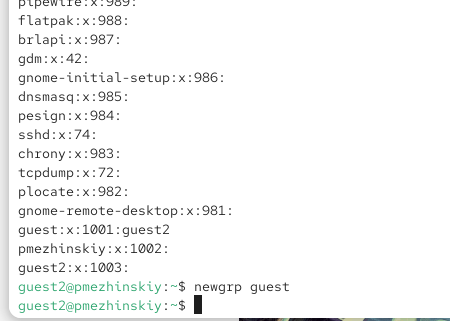 pipewire:x:989:
flatpak:x:988:
brlapi:x:987:
gdm:x:42:
gnome-initial-setup:x:986:
dnsmasq:x:985:
pesign:x:984:
sshd:x:74:
chrony:x:983:
tcpdump:x:72:
plocate:x:982:
gnome-remote-desktop:x:981:
guest:x:1001:guest2
pmezhinskiy:x:1002:
guest2:x:1003:
guest2@pmezhinskiy:~$ newgrp guest
guest2@pmezhinskiy:~$